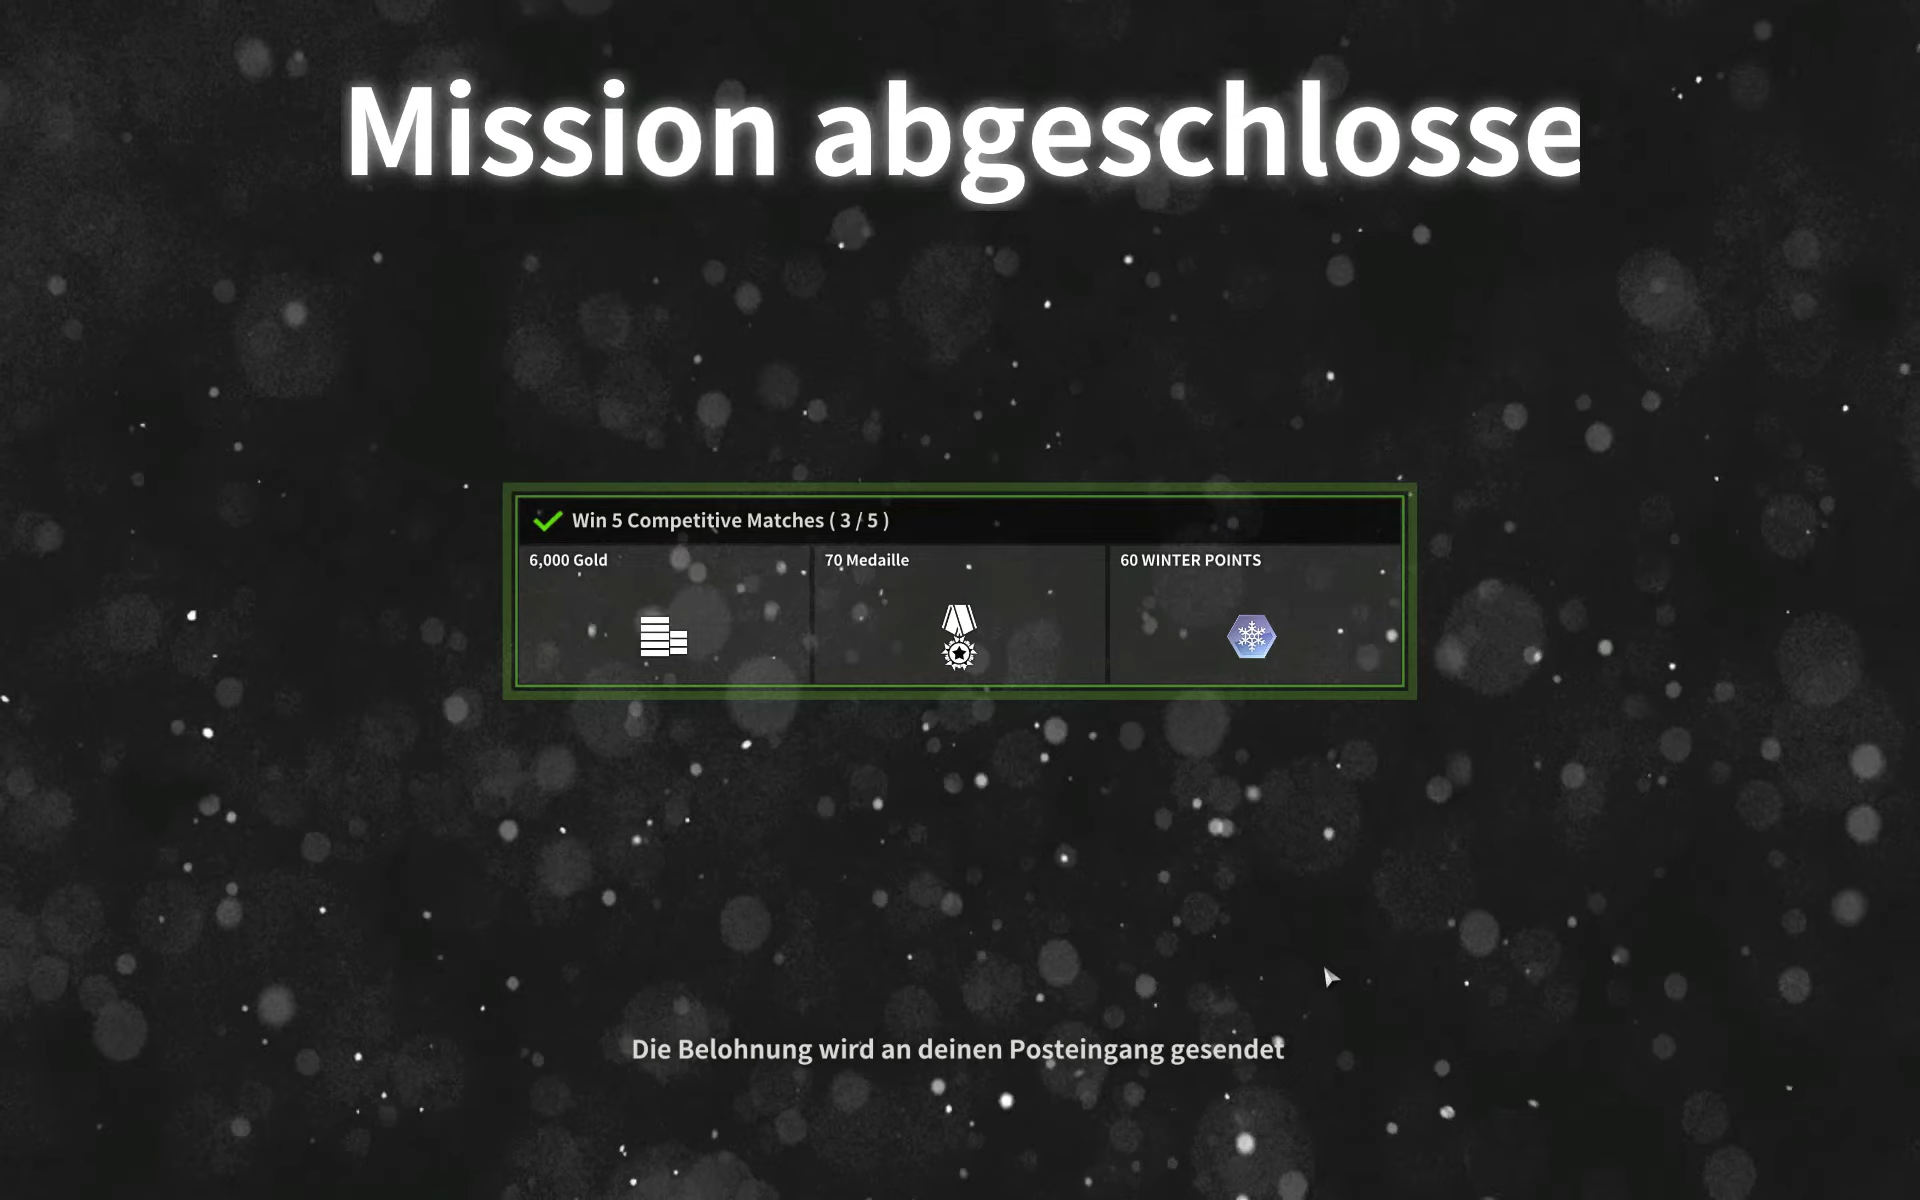 Mission abgeschlosse
Win 5 Competitive Matches ( 3 / 5 )
6,000 Gold
70 Medaille
60 WINTER POINTS
Die Belohnung wird an deinen Posteingang gesendet